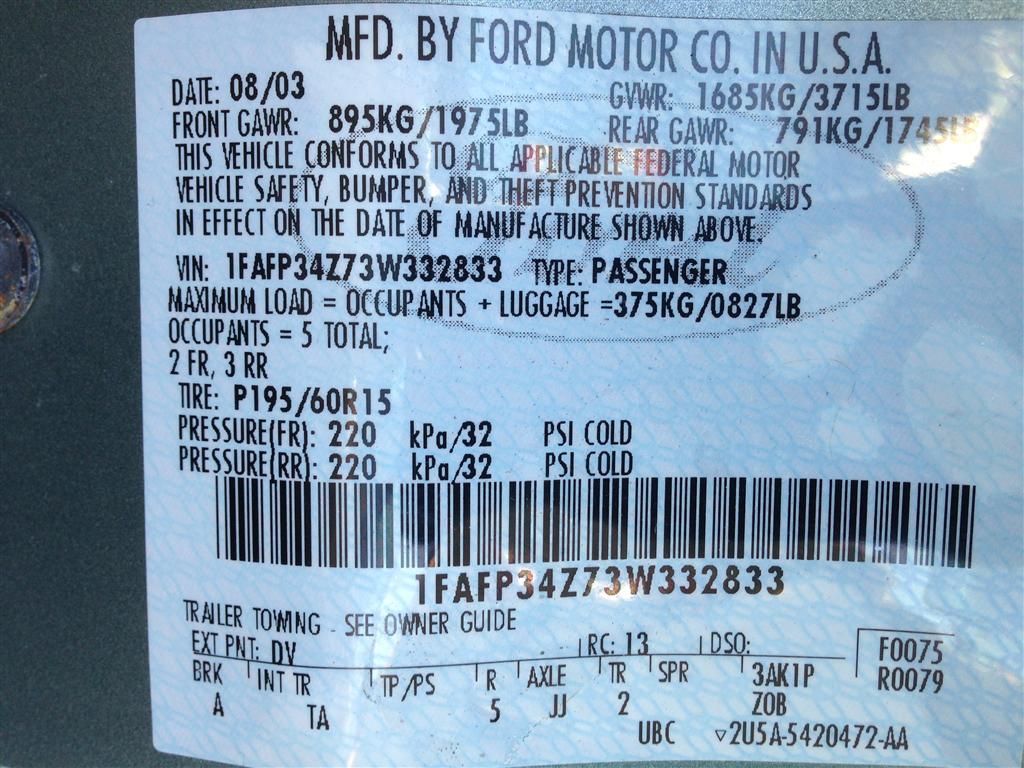 MFD. BY FORD MOTOR CO. IN U.S.A.
DATE: 08/03 GVWR: 1685KG/3715LB
FRONT GAWR: 895KG/1975LB REAR GAWR: 791KG/1745LB
THIS VEHICLE CONFORMS TO ALL APPLICABLE FEDERAL MOTOR
VEHICLE SAFETY, BUMPER, AND THEFT PREVENTION STANDARDS
IN EFFECT ON THE DATE OF MANUFACTURE SHOWN ABOVE.
VIN: 1FAFP34Z73W332833 TYPE: PASSENGER
MAXIMUM LOAD = OCCUPANTS + LUGGAGE =375KG/0827LB
OCCUPANTS = 5 TOTAL;
2 FR, 3 RR
TIRE: P195/60R15
PRESSURE(FR): 220 kPa/32 PSI COLD
PRESSURE(RR): 220 kPa/32 PSI COLD
1FAFP34Z73W332833
TRAILER TOWING - SEE OWNER GUIDE
EXT PNT: DV RC: 13 DSO: F0075
BRK INT TR TP/PS R AXLE TR SPR 3AK1P R0079
A TA 5 JJ 2 ZOB
UBC ▽2U5A-5420472-AA